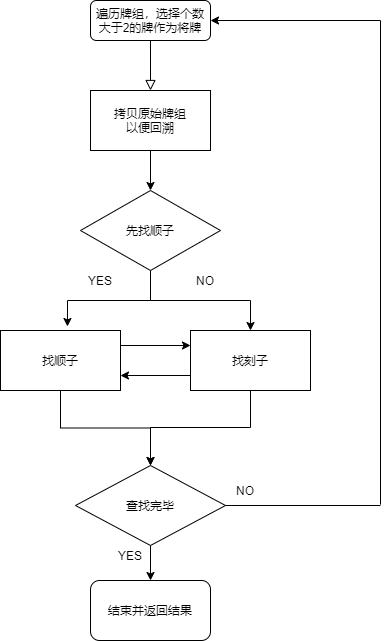 遍历牌组，选择个数
大于2的牌作为将牌
拷贝原始牌组
以便回溯
先找顺子
YES
NO
找顺子
找刻子
查找完毕
NO
YES
结束并返回结果